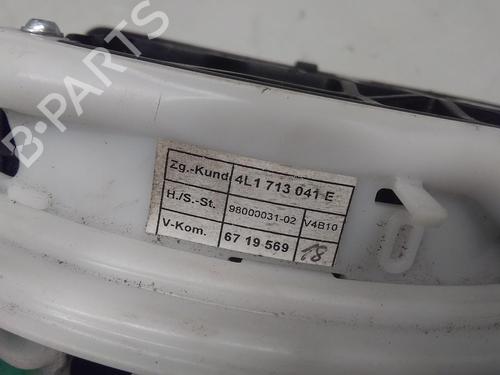 B-PARTS
Zg.-Kund 4L1 713 041 E
H./S.-St. 98000031-02 V4B10
V-Kom. 67 19 569 18